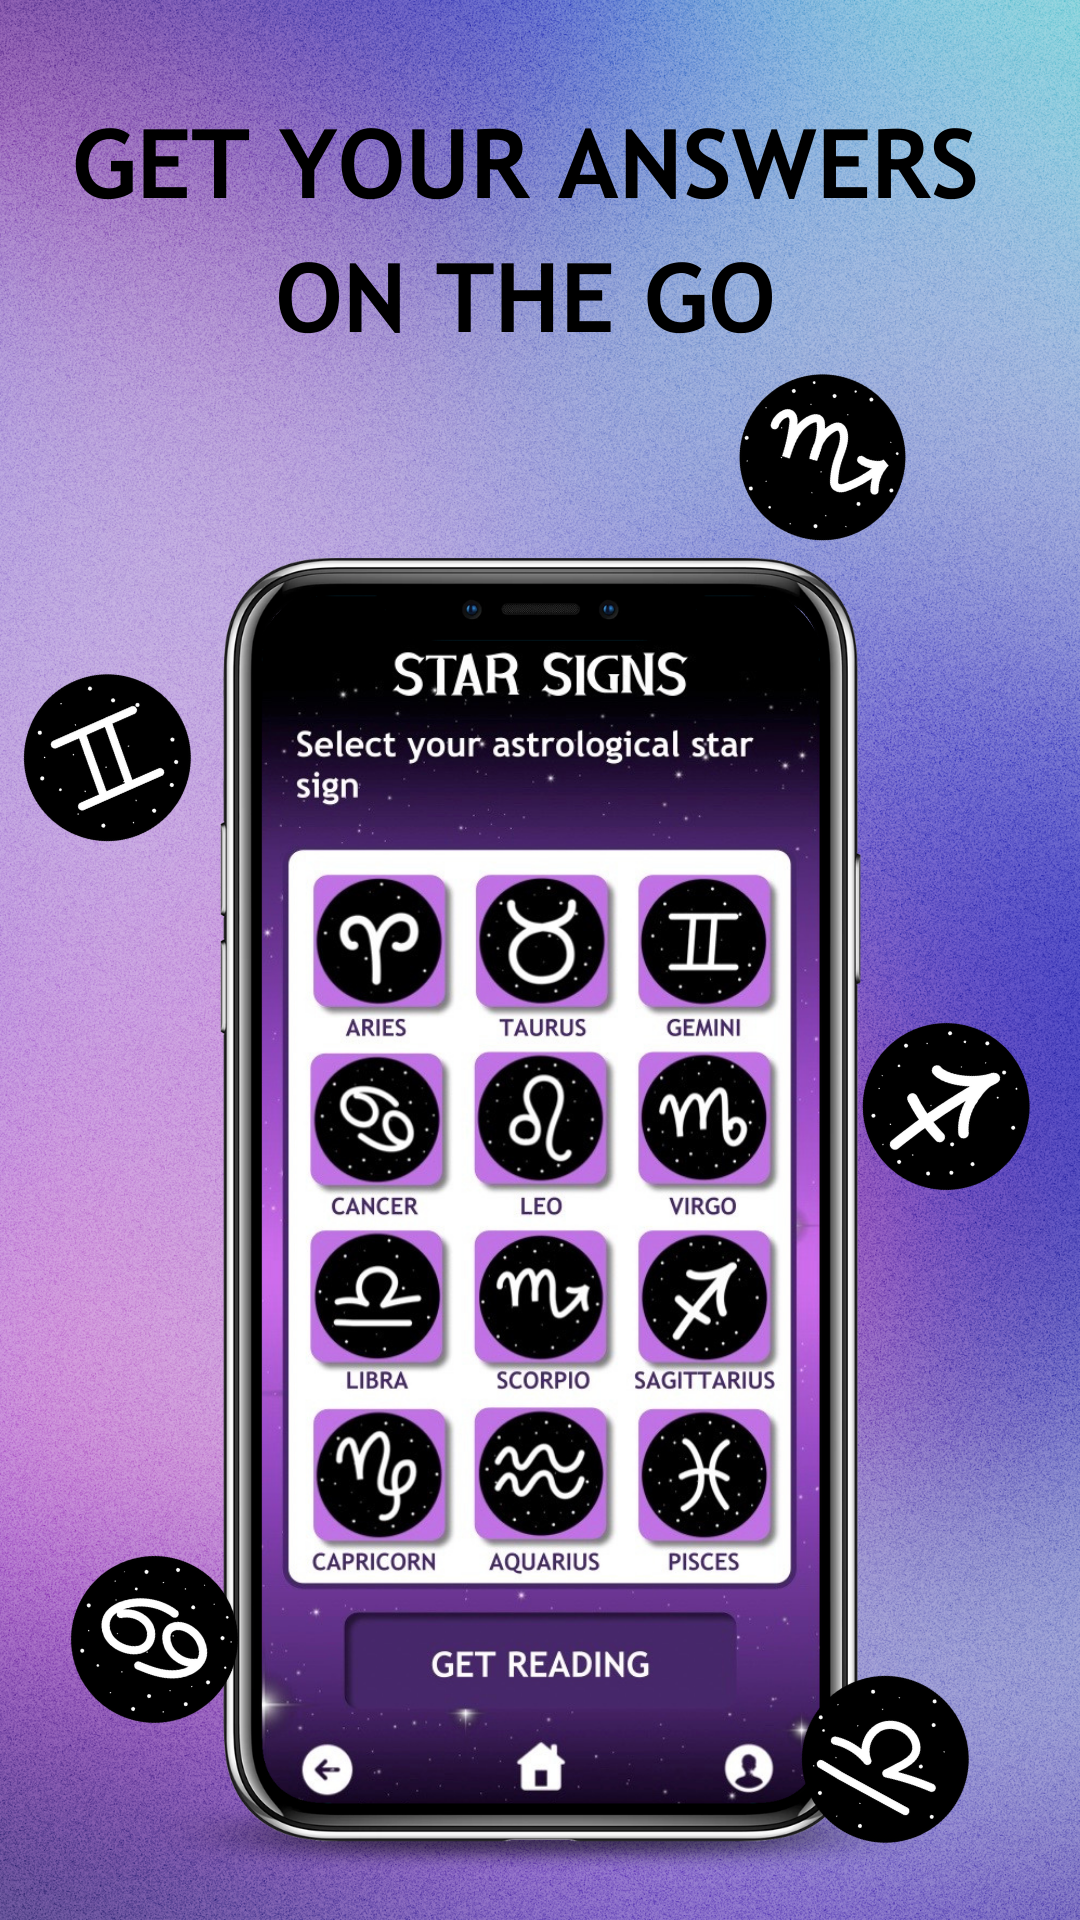 GET YOUR ANSWERS
ON THE GO
STAR SIGNS
Select your astrological star
sign
ARIES TAURUS GEMINI
CANCER LEO VIRGO
LIBRA SCORPIO SAGITTARIUS
CAPRICORN AQUARIUS PISCES
GET READING